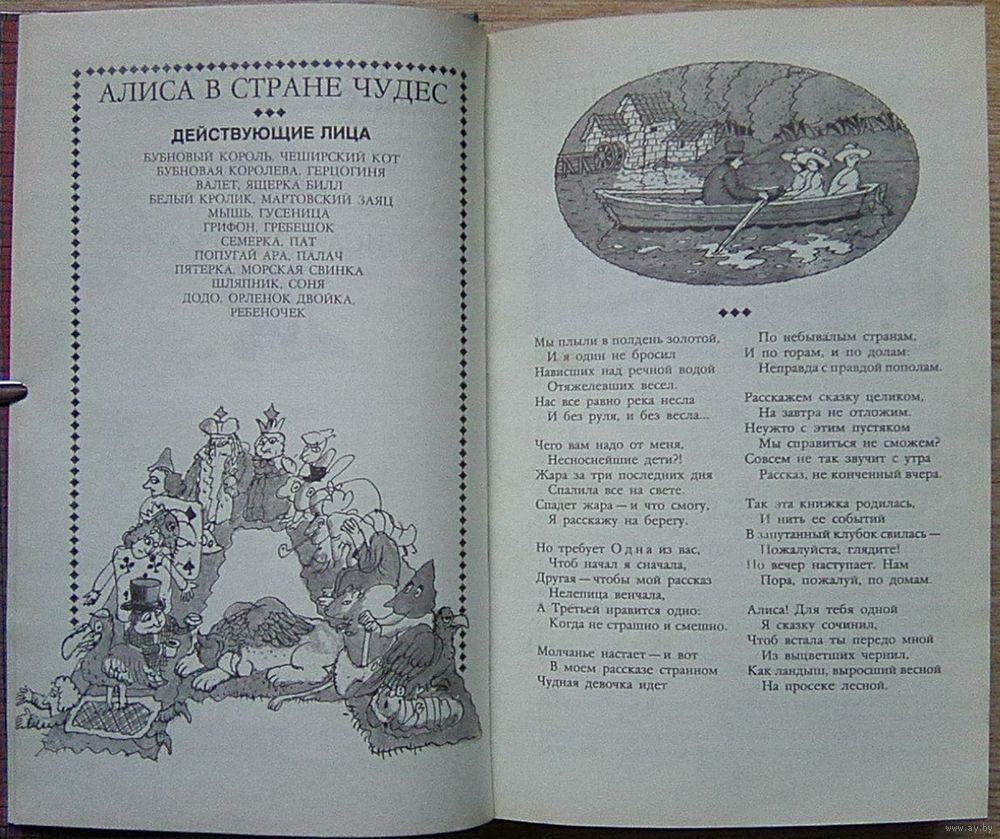 АЛИСА В СТРАНЕ ЧУДЕС
ДЕЙСТВУЮЩИЕ ЛИЦА
БУБНОВЫЙ КОРОЛЬ, ЧЕШИРСКИЙ КОТ
БУБНОВАЯ КОРОЛЕВА, ГЕРЦОГИНЯ
ВАЛЕТ, ЯЩЕРКА БИЛЛ
БЕЛЫЙ КРОЛИК, МАРТОВСКИЙ ЗАЯЦ
МЫШЬ, ГУСЕНИЦА
ГРИФОН, ГРЕБЕШОК
СЕМЕРКА, ПАТ
ПОПУГАЙ АРА, ПАЛАЧ
ПЯТЕРКА, МОРСКАЯ СВИНКА
ШЛЯПНИК, СОНЯ
ДОДО, ОРЛЕНОК ДВОЙКА,
РЕБЕНОЧЕК
Мы плыли в полдень золотой,
И я один не бросил
Нависших над речной водой
Отяжелевших весел.
Нас все равно река несла
И без руля, и без весла...
Чего вам надо от меня,
Несноснейшие дети?!
Жара за три последних дня
Спалила все на свете.
Спадет жара — и что смогу,
Я расскажу на берегу.
Но требует Одна из вас,
Чтоб начал я сначала,
Другая — чтобы мой рассказ
Нелепица венчала,
А Третьей нравится одно:
Когда не страшно и смешно.
Молчанье настает — и вот
В моем рассказе странном
Чудная девочка идет
По небывалым странам,
И по горам, и по долам:
Неправда с правдой пополам.
Расскажем сказку целиком,
На завтра не отложим.
Неужто с этим пустяком
Мы справиться не сможем?
Совсем не так звучит с утра
Рассказ, не конченный вчера.
Так эта книжка родилась,
И нить ее событий
В запутанный клубок свилась —
Пожалуйста, глядите!
Но вечер наступает. Нам
Пора, пожалуй, по домам.
Алиса! Для тебя одной
Я сказку сочинил,
Чтоб встала ты передо мной
Из выцветших чернил,
Как ландыш, выросший весной
На просеке лесной.
www.ay.by